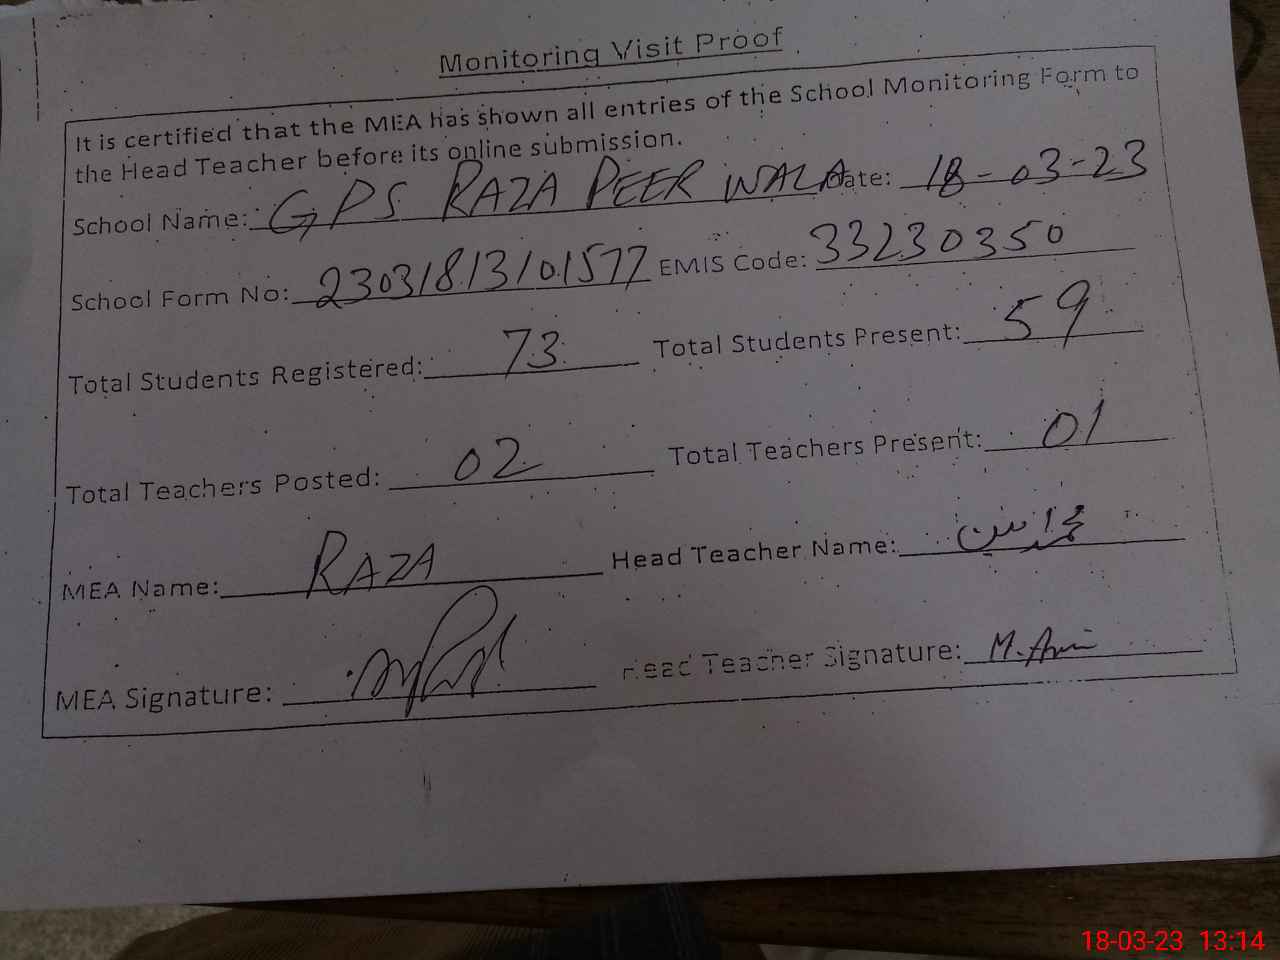 Monitoring Visit Proof
It is certified that the MEA has shown all entries of the School Monitoring Form to
the Head Teacher before its online submission.
School Name: GPS RAZA PEER WALA Date: 18-03-23
School Form No: 23031813101577 EMIS Code: 33230350
Total Students Registered: 73 Total Students Present: 59
Total Teachers Posted: 02 Total Teachers Present: 01
MEA Name: RAZA Head Teacher Name:
MEA Signature: Head Teacher Signature: M.
18-03-23 13:14